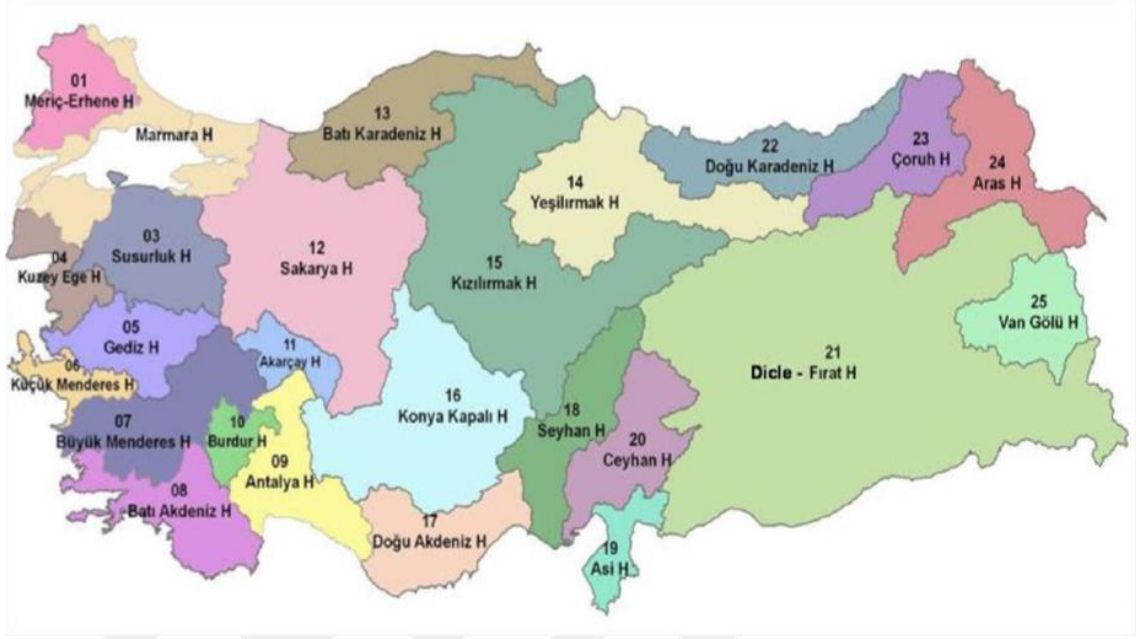 01
Meriç-Erhene H
Marmara H
03
Susurluk H
04
Kuzey Ege H
05
Gediz H
06
Küçük Menderes H
07
Büyük Menderes H
08
Batı Akdeniz H
09
Antalya H
10
Burdur H
11
Akarçay H
12
Sakarya H
13
Batı Karadeniz H
14
Yeşilırmak H
15
Kızılırmak H
16
Konya Kapalı H
17
Doğu Akdeniz H
18
Seyhan H
19
Asi H
20
Ceyhan H
21
Dicle - Fırat H
22
Doğu Karadeniz H
23
Çoruh H
24
Aras H
25
Van Gölü H